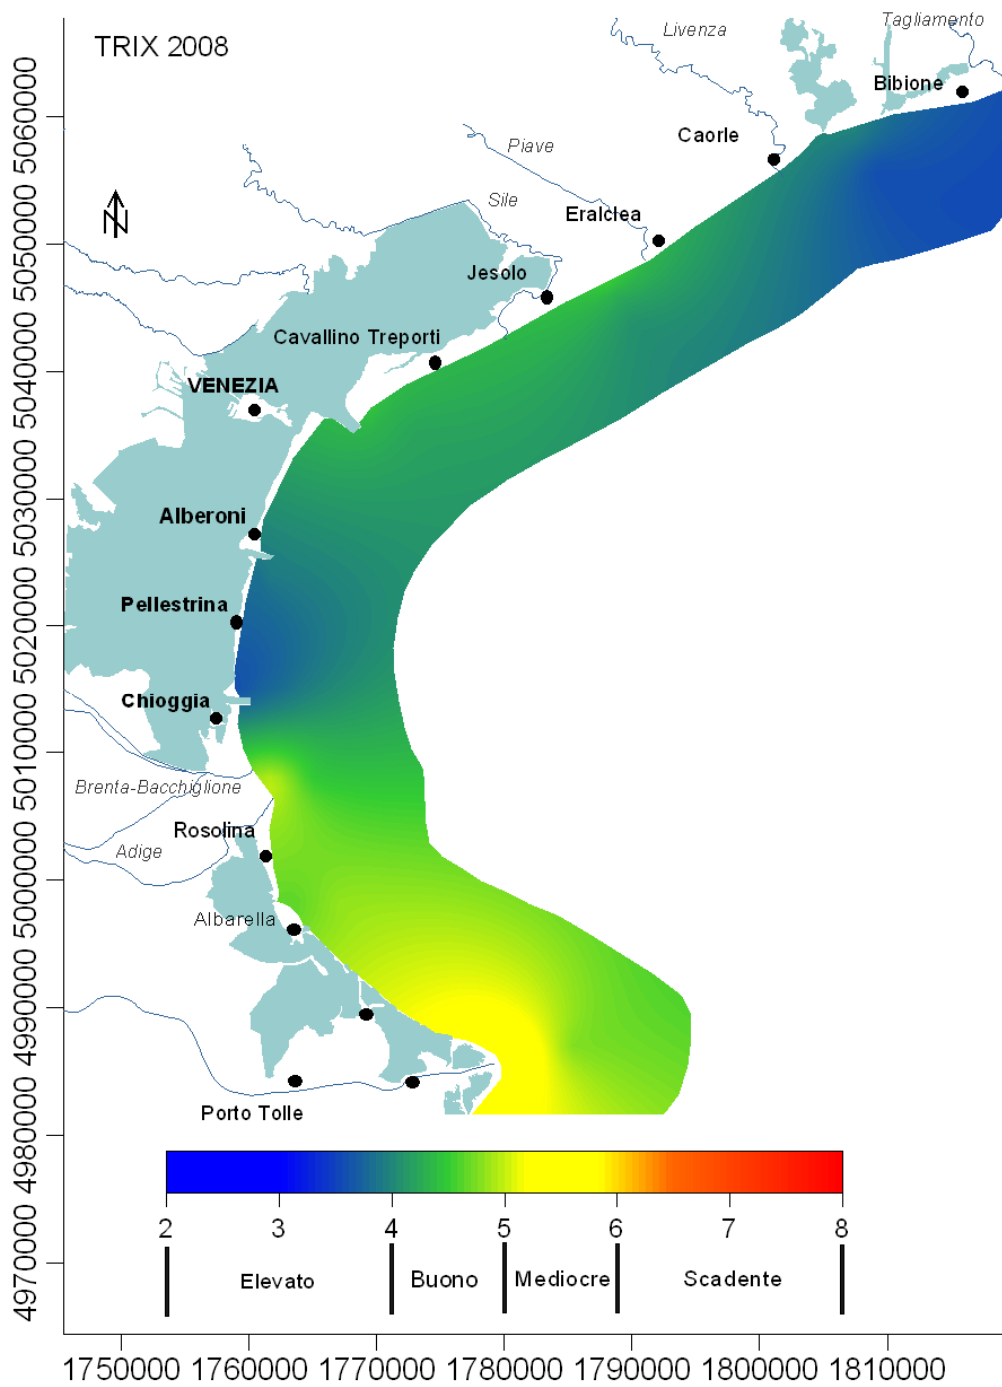 TRIX 2008
Tagliamento
Livenza
Bibione
Caorle
Piave
Sile
Eralclea
Jesolo
Cavallino Treporti
VENEZIA
Alberoni
Pellestrina
Chioggia
Brenta-Bacchiglione
Rosolina
Adige
Albarella
Porto Tolle
5060000
5050000
5040000
5030000
5020000
5010000
5000000
4990000
4980000
4970000
2 3 4 5 6 7 8
Elevato Buono Mediocre Scadente
1750000 1760000 1770000 1780000 1790000 1800000 1810000
N